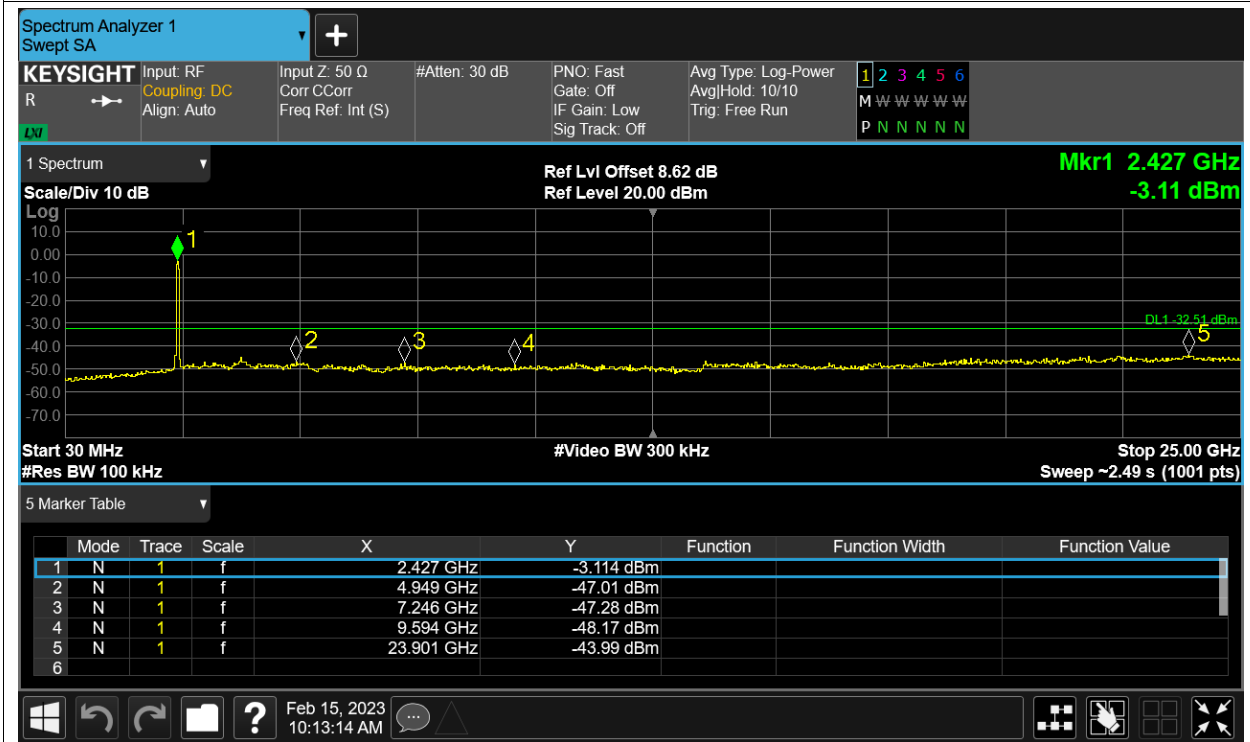 Spectrum Analyzer 1
Swept SA
KEYSIGHT
R
LXI
Input: RF
Coupling: DC
Align: Auto
Input Z: 50 Ω
Corr CCorr
Freq Ref: Int (S)
#Atten: 30 dB
PNO: Fast
Gate: Off
IF Gain: Low
Sig Track: Off
Avg Type: Log-Power
Avg|Hold: 10/10
Trig: Free Run
1 2 3 4 5 6
M W W W W W
P N N N N N
1 Spectrum
Scale/Div 10 dB
Ref Lvl Offset 8.62 dB
Ref Level 20.00 dBm
Mkr1 2.427 GHz
-3.11 dBm
Log
10.0
0.00
-10.0
-20.0
-30.0
-40.0
-50.0
-60.0
-70.0
1
2
3
4
DL1 -32.51 dBm
5
Start 30 MHz
#Res BW 100 kHz
#Video BW 300 kHz
Stop 25.00 GHz
Sweep ~2.49 s (1001 pts)
5 Marker Table
Mode Trace Scale X Y Function Function Width Function Value
1 N 1 f 2.427 GHz -3.114 dBm
2 N 1 f 4.949 GHz -47.01 dBm
3 N 1 f 7.246 GHz -47.28 dBm
4 N 1 f 9.594 GHz -48.17 dBm
5 N 1 f 23.901 GHz -43.99 dBm
6
?
Feb 15, 2023
10:13:14 AM